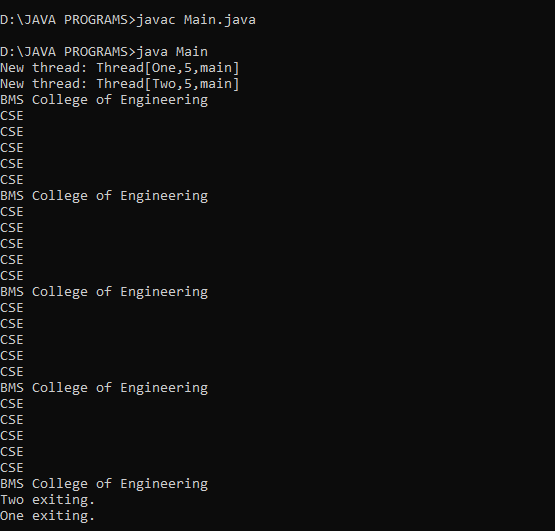 D:\JAVA PROGRAMS>javac Main.java
D:\JAVA PROGRAMS>java Main
New thread: Thread[One,5,main]
New thread: Thread[Two,5,main]
BMS College of Engineering
CSE
CSE
CSE
CSE
CSE
BMS College of Engineering
CSE
CSE
CSE
CSE
CSE
BMS College of Engineering
CSE
CSE
CSE
CSE
CSE
BMS College of Engineering
CSE
CSE
CSE
CSE
CSE
BMS College of Engineering
Two exiting.
One exiting.